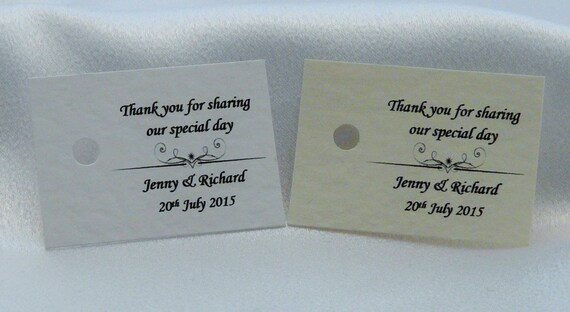 Thank you for sharing
our special day
Jenny & Richard
20th July 2015
Thank you for sharing
our special day
Jenny & Richard
20th July 2015